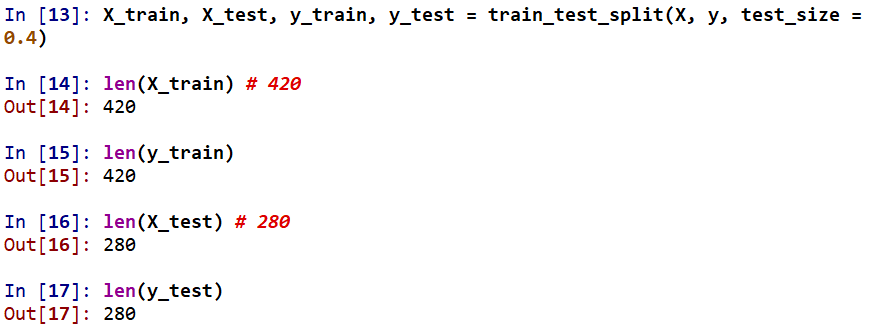 In [13]: X_train, X_test, y_train, y_test = train_test_split(X, y, test_size =
0.4)
In [14]: len(X_train) # 420
Out[14]: 420
In [15]: len(y_train)
Out[15]: 420
In [16]: len(X_test) # 280
Out[16]: 280
In [17]: len(y_test)
Out[17]: 280